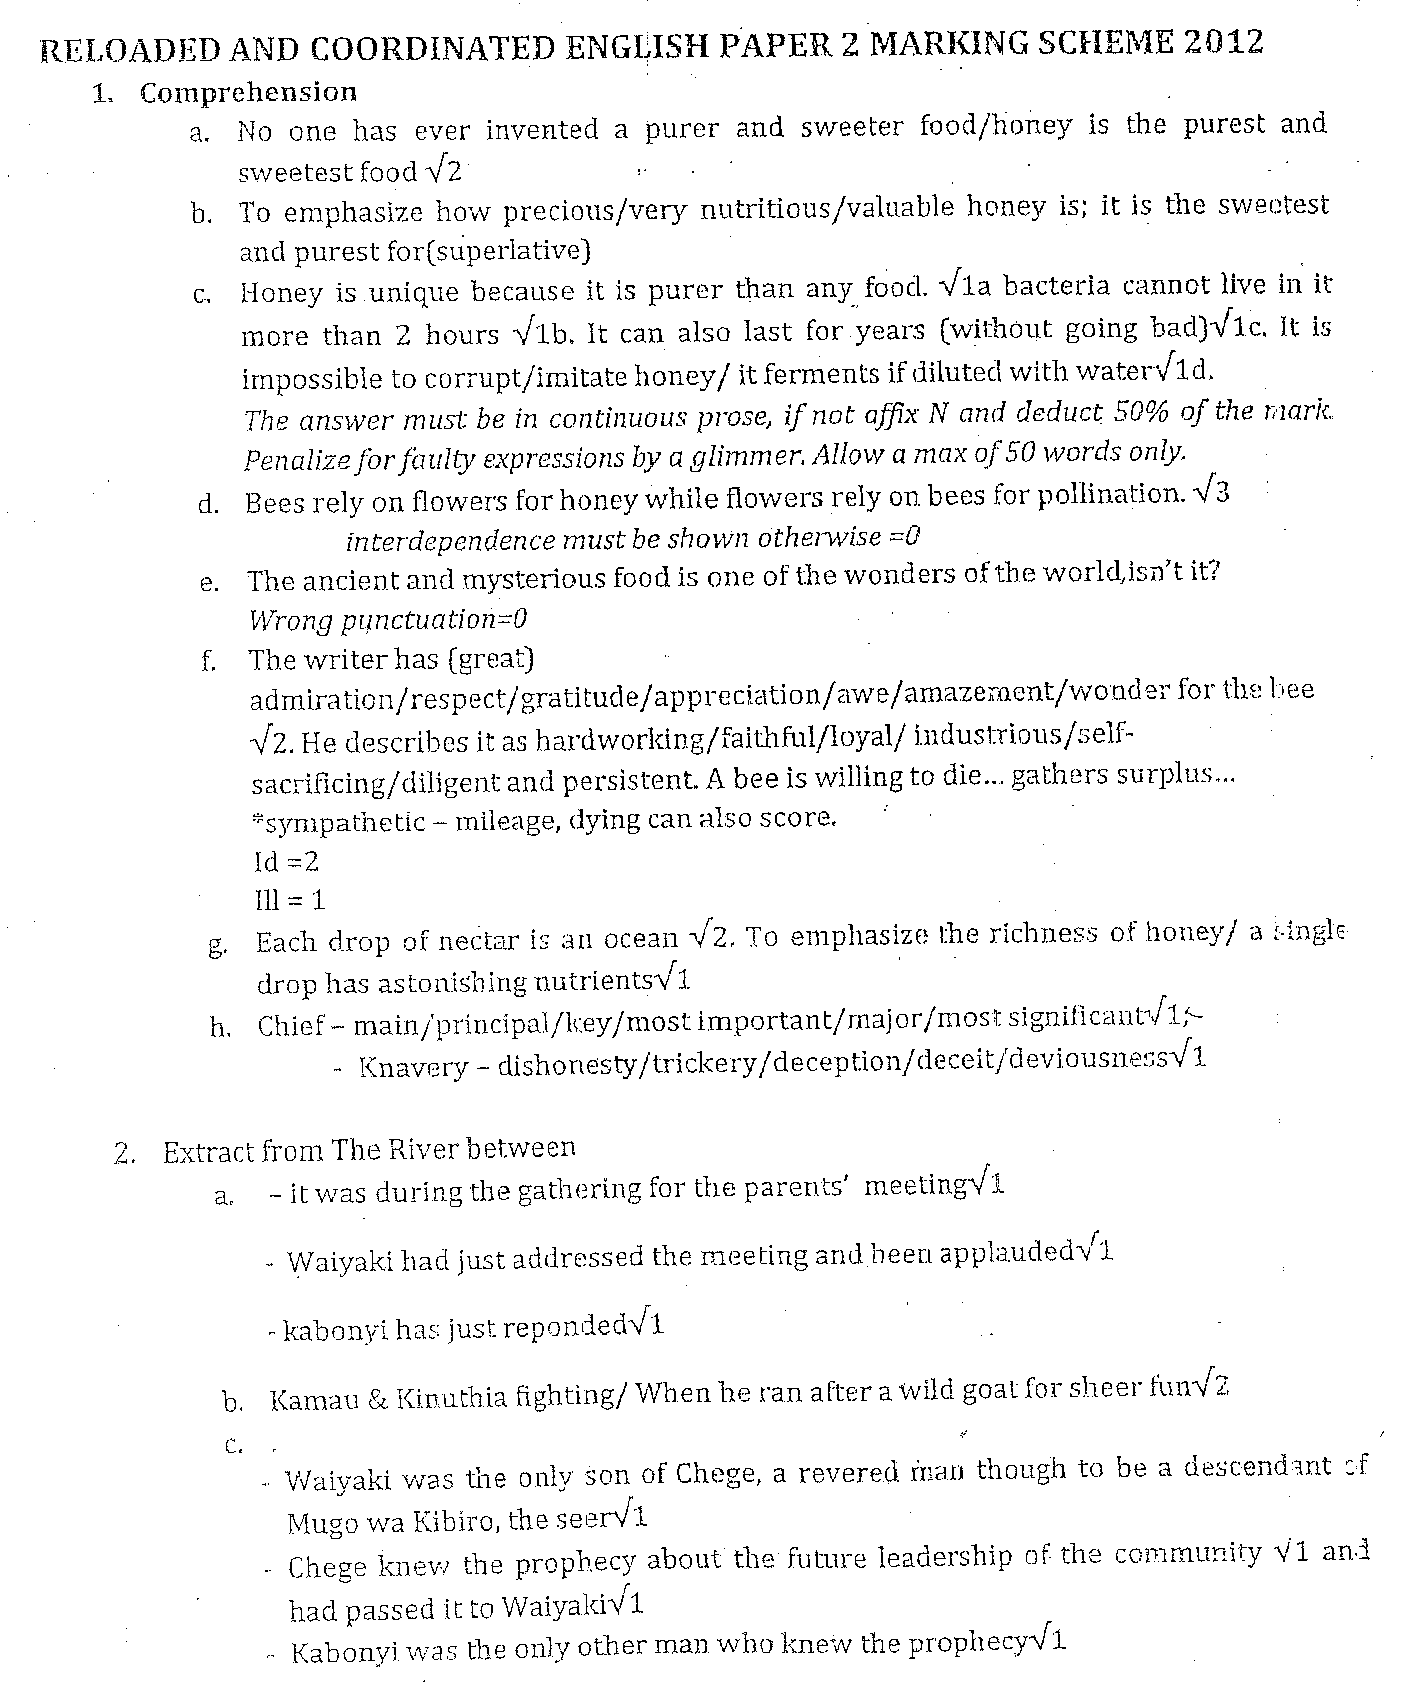 RELOADED AND COORDINATED ENGLISH PAPER 2 MARKING SCHEME 2012
1. Comprehension
a. No one has ever invented a purer and sweeter food/honey is the purest and
sweetest food √2
b. To emphasize how precious/very nutritious/valuable honey is; it is the sweetest
and purest for(superlative)
c. Honey is unique because it is purer than any food. √1a bacteria cannot live in it
more than 2 hours √1b. It can also last for years (without going bad)√1c. It is
impossible to corrupt/imitate honey/ it ferments if diluted with water√1d.
The answer must be in continuous prose, if not affix N and deduct 50% of the mark.
Penalize for faulty expressions by a glimmer. Allow a max of 50 words only.
d. Bees rely on flowers for honey while flowers rely on bees for pollination. √3
interdependence must be shown otherwise =0
e. The ancient and mysterious food is one of the wonders of the world,isn't it?
Wrong punctuation=0
f. The writer has (great)
admiration/respect/gratitude/appreciation/awe/amazement/wonder for the bee
√2. He describes it as hardworking/faithful/loyal/ industrious/self-
sacrificing/diligent and persistent. A bee is willing to die... gathers surplus...
*sympathetic – mileage, dying can also score.
Id =2
Ill = 1
g. Each drop of nectar is an ocean √2. To emphasize the richness of honey/ a single
drop has astonishing nutrients√1
h. Chief – main/principal/key/most important/major/most significant√1;-
- Knavery – dishonesty/trickery/deception/deceit/deviousness√1
2. Extract from The River between
a. – it was during the gathering for the parents' meeting√1
- Waiyaki had just addressed the meeting and been applauded√1
- kabonyi has just reponded√1
b. Kamau & Kinuthia fighting/ When he ran after a wild goat for sheer fun√2
c.
- Waiyaki was the only son of Chege, a revered man though to be a descendant of
Mugo wa Kibiro, the seer√1
- Chege knew the prophecy about the future leadership of the community √1 and
had passed it to Waiyaki√1
- Kabonyi was the only other man who knew the prophecy√1